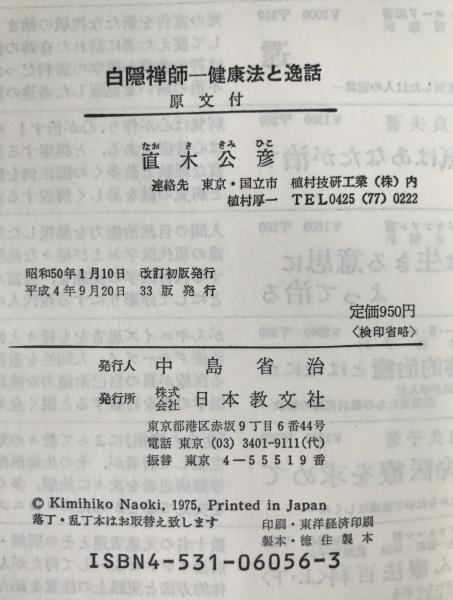 白隠禅師―健康法と逸話
原文付
なお き きみ ひこ
直木公彦
連絡先 東京・国立市 植村技研工業(株)内
植村厚一 TEL0425(77)0222
昭和50年1月10日 改訂初版発行
平成4年9月20日 33版発行
定価950円
〈検印省略〉
発行人 中島省治
発行所 株式会社 日本教文社
東京都港区赤坂9丁目6番44号
電話 東京(03)3401-9111(代)
振替 東京 4-55519番
© Kimihiko Naoki, 1975, Printed in Japan
落丁・乱丁本はお取替え致します
印刷・東洋経済印刷
製本・徳住製本
ISBN4-531-06056-3